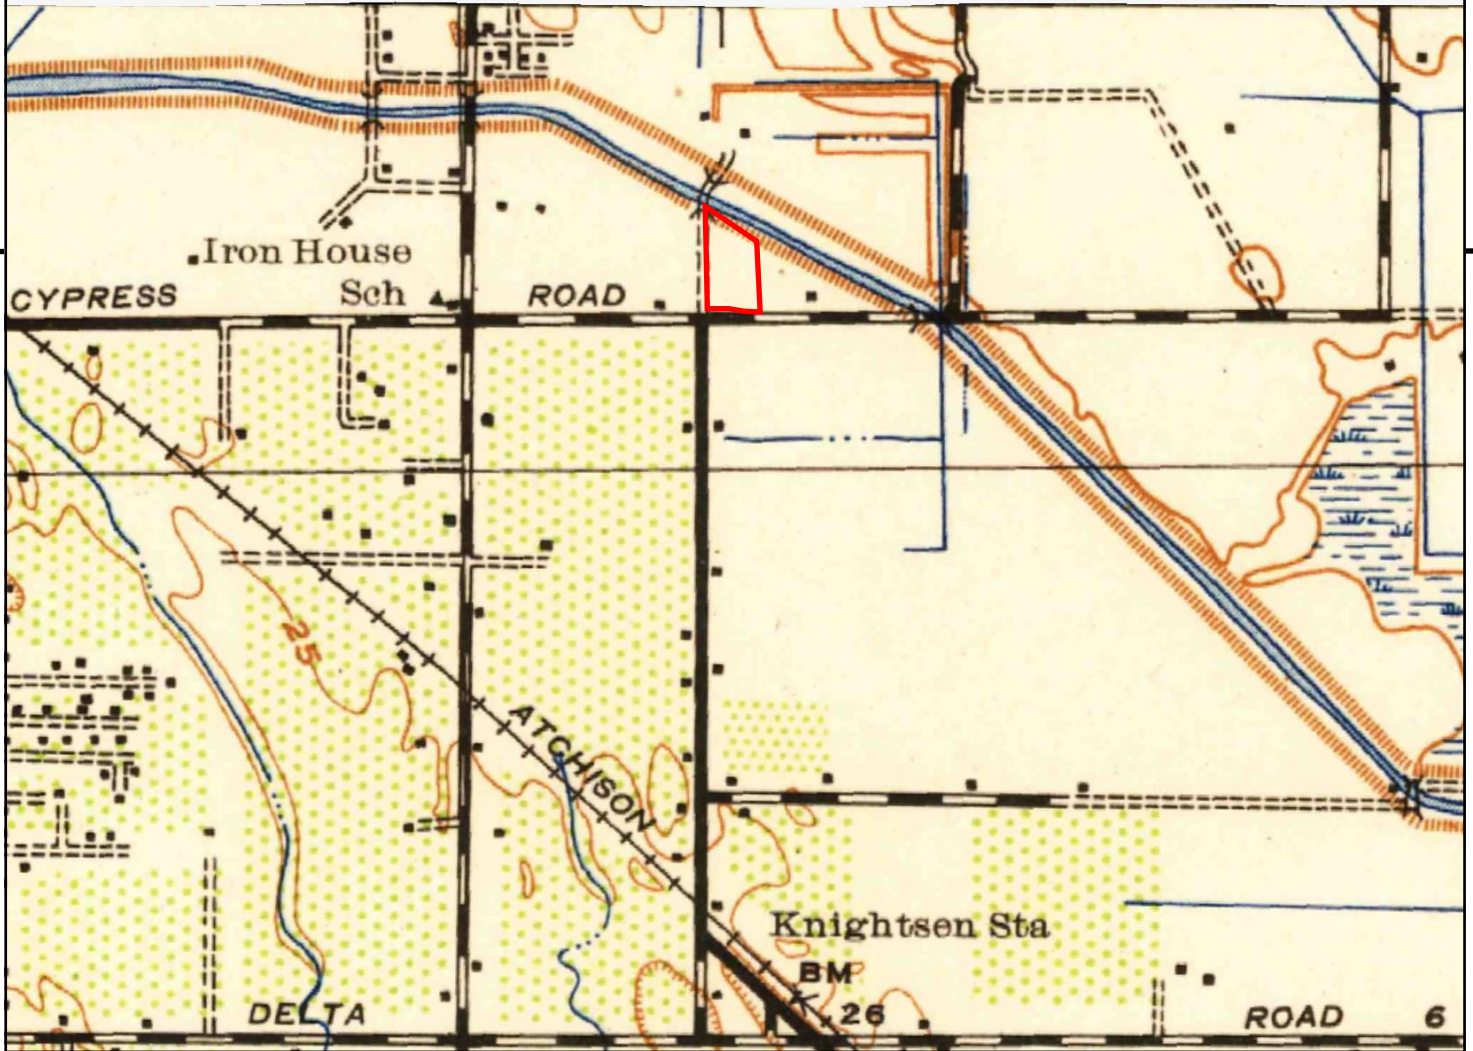 Iron House
Sch
CYPRESS
ROAD
25
ATCHISON
Knightsen Sta
BM
26
DELTA
ROAD
6